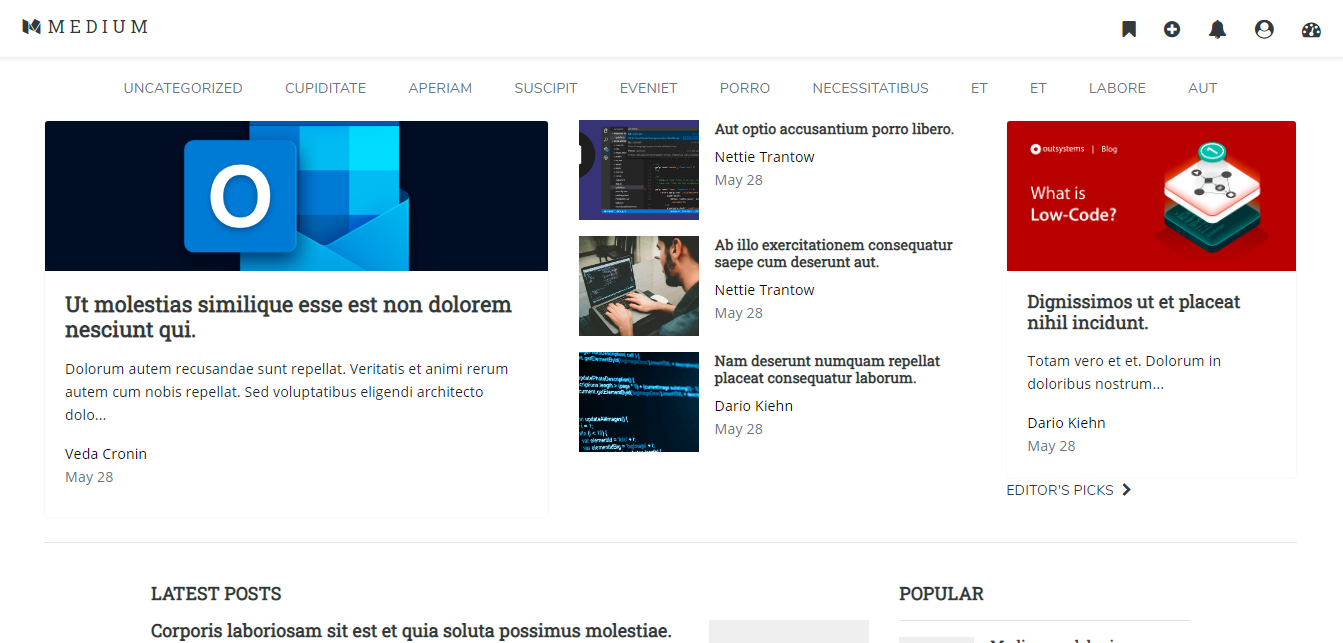 MEDIUM
UNCATEGORIZED CUPIDITATE APERIAM SUSCIPIT EVENIET PORRO NECESSITATIBUS ET ET LABORE AUT
O
Ut molestias similique esse est non dolorem
nesciunt qui.
Dolorum autem recusandae sunt repellat. Veritatis et animi rerum
autem cum nobis repellat. Sed voluptatibus eligendi architecto
dolo...
Veda Cronin
May 28
Aut optio accusantium porro libero.
Nettie Trantow
May 28
Ab illo exercitationem consequatur
saepe cum deserunt aut.
Nettie Trantow
May 28
Nam deserunt numquam repellat
placeat consequatur laborum.
Dario Kiehn
May 28
outsystems | Blog
What is
Low-Code?
Dignissimos ut et placeat
nihil incidunt.
Totam vero et et. Dolorum in
doloribus nostrum...
Dario Kiehn
May 28
EDITOR'S PICKS
LATEST POSTS
Corporis laboriosam sit est et quia soluta possimus molestiae.
POPULAR